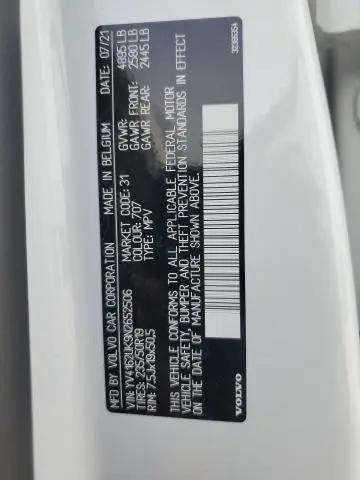 MFD BY VOLVO CAR CORPORATION MADE IN BELGIUM DATE: 07/21
VIN: YV4162UK9N2652506 MARKET CODE: 31 GVWR: 4895 LB
TIRES: 235/50R19 COLOUR: 707 GAWR FRONT: 2580 LB
RIM: 7.5Jx19x50,5 TYPE: MPV GAWR REAR: 2445 LB
THIS VEHICLE CONFORMS TO ALL APPLICABLE FEDERAL MOTOR
VEHICLE SAFETY, BUMPER AND THEFT PREVENTION STANDARDS IN EFFECT
ON THE DATE OF MANUFACTURE SHOWN ABOVE.
VOLVO